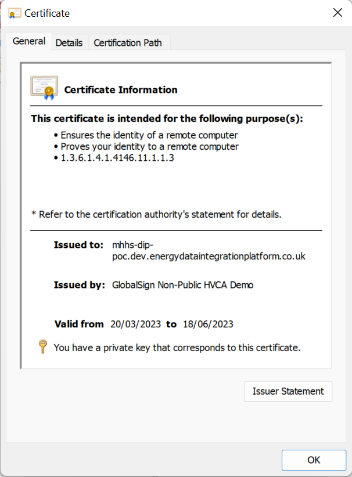 Certificate
General Details Certification Path
Certificate Information
This certificate is intended for the following purpose(s):
• Ensures the identity of a remote computer
• Proves your identity to a remote computer
• 1.3.6.1.4.1.4146.11.1.1.3
* Refer to the certification authority's statement for details.
Issued to: mhhs-dip-
poc.dev.energydataintegrationplatform.co.uk
Issued by: GlobalSign Non-Public HVCA Demo
Valid from 20/03/2023 to 18/06/2023
You have a private key that corresponds to this certificate.
Issuer Statement
OK